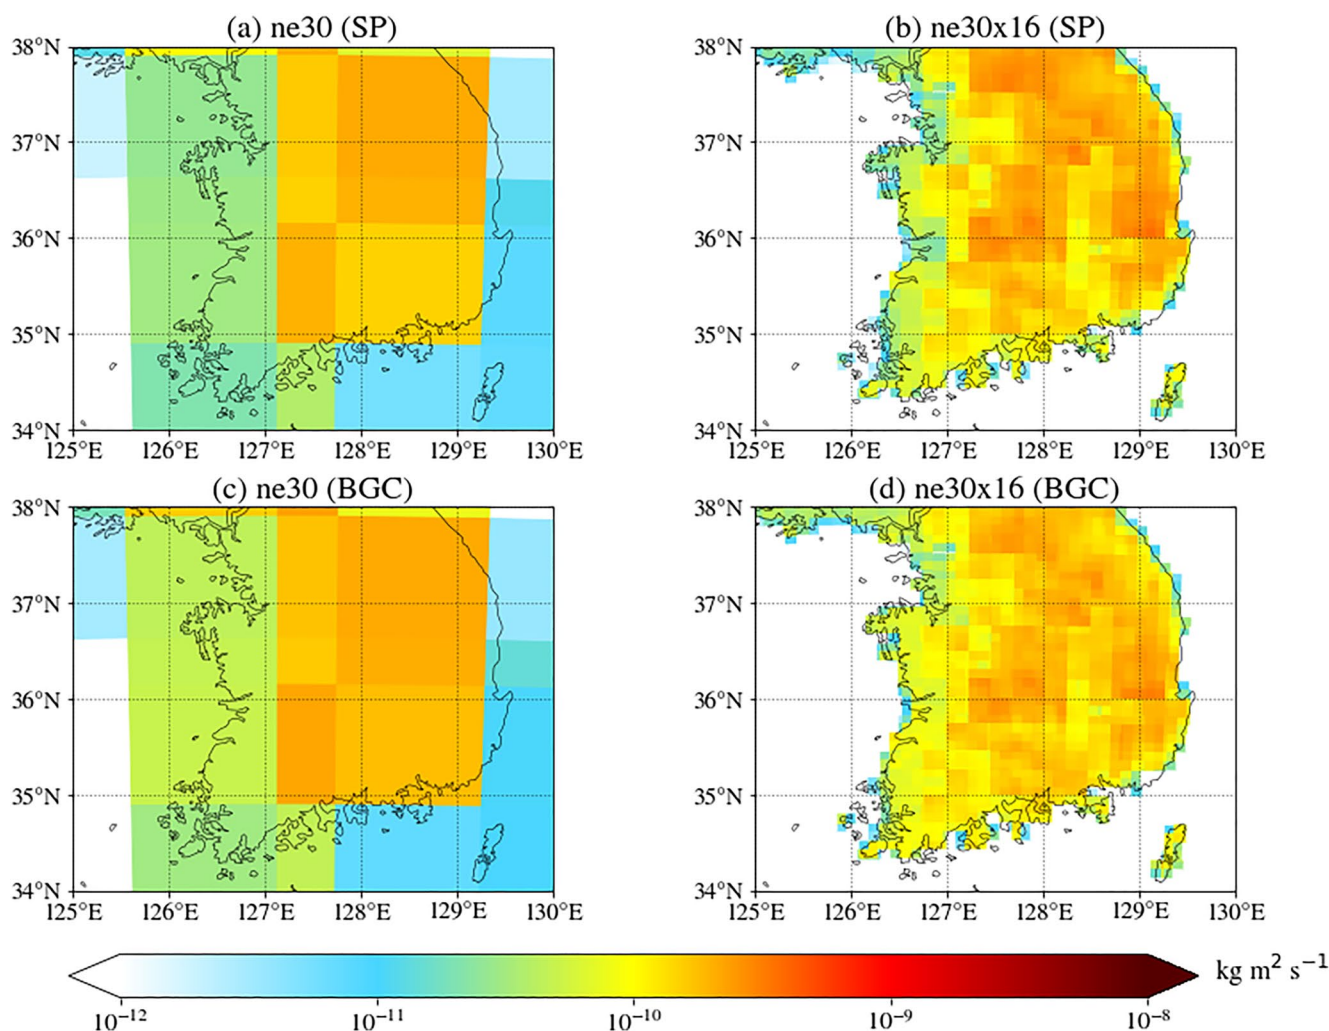 (a) ne30 (SP)
(b) ne30x16 (SP)
38°N
37°N
36°N
35°N
34°N
125°E 126°E 127°E 128°E 129°E 130°E
38°N
37°N
36°N
35°N
34°N
125°E 126°E 127°E 128°E 129°E 130°E
(c) ne30 (BGC)
(d) ne30x16 (BGC)
38°N
37°N
36°N
35°N
34°N
125°E 126°E 127°E 128°E 129°E 130°E
38°N
37°N
36°N
35°N
34°N
125°E 126°E 127°E 128°E 129°E 130°E
kg m² s⁻¹
10⁻¹² 10⁻¹¹ 10⁻¹⁰ 10⁻⁹ 10⁻⁸